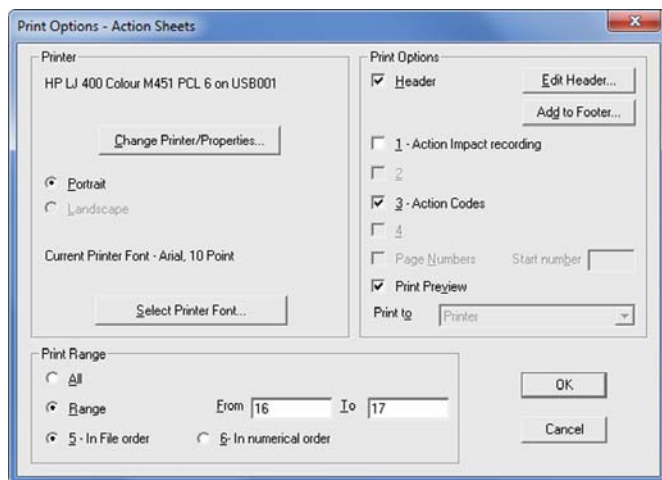 Print Options - Action Sheets
Printer
HP LJ 400 Colour M451 PCL 6 on USB001
Change Printer/Properties...
Portrait
Landscape
Current Printer Font - Arial, 10 Point
Select Printer Font...
Print Options
Header
Edit Header...
Add to Footer...
1 - Action Impact recording
2
3 - Action Codes
4
Page Numbers Start number
Print Preview
Print to Printer
Print Range
All
Range From 16 To 17
5 - In File order 6- In numerical order
OK
Cancel